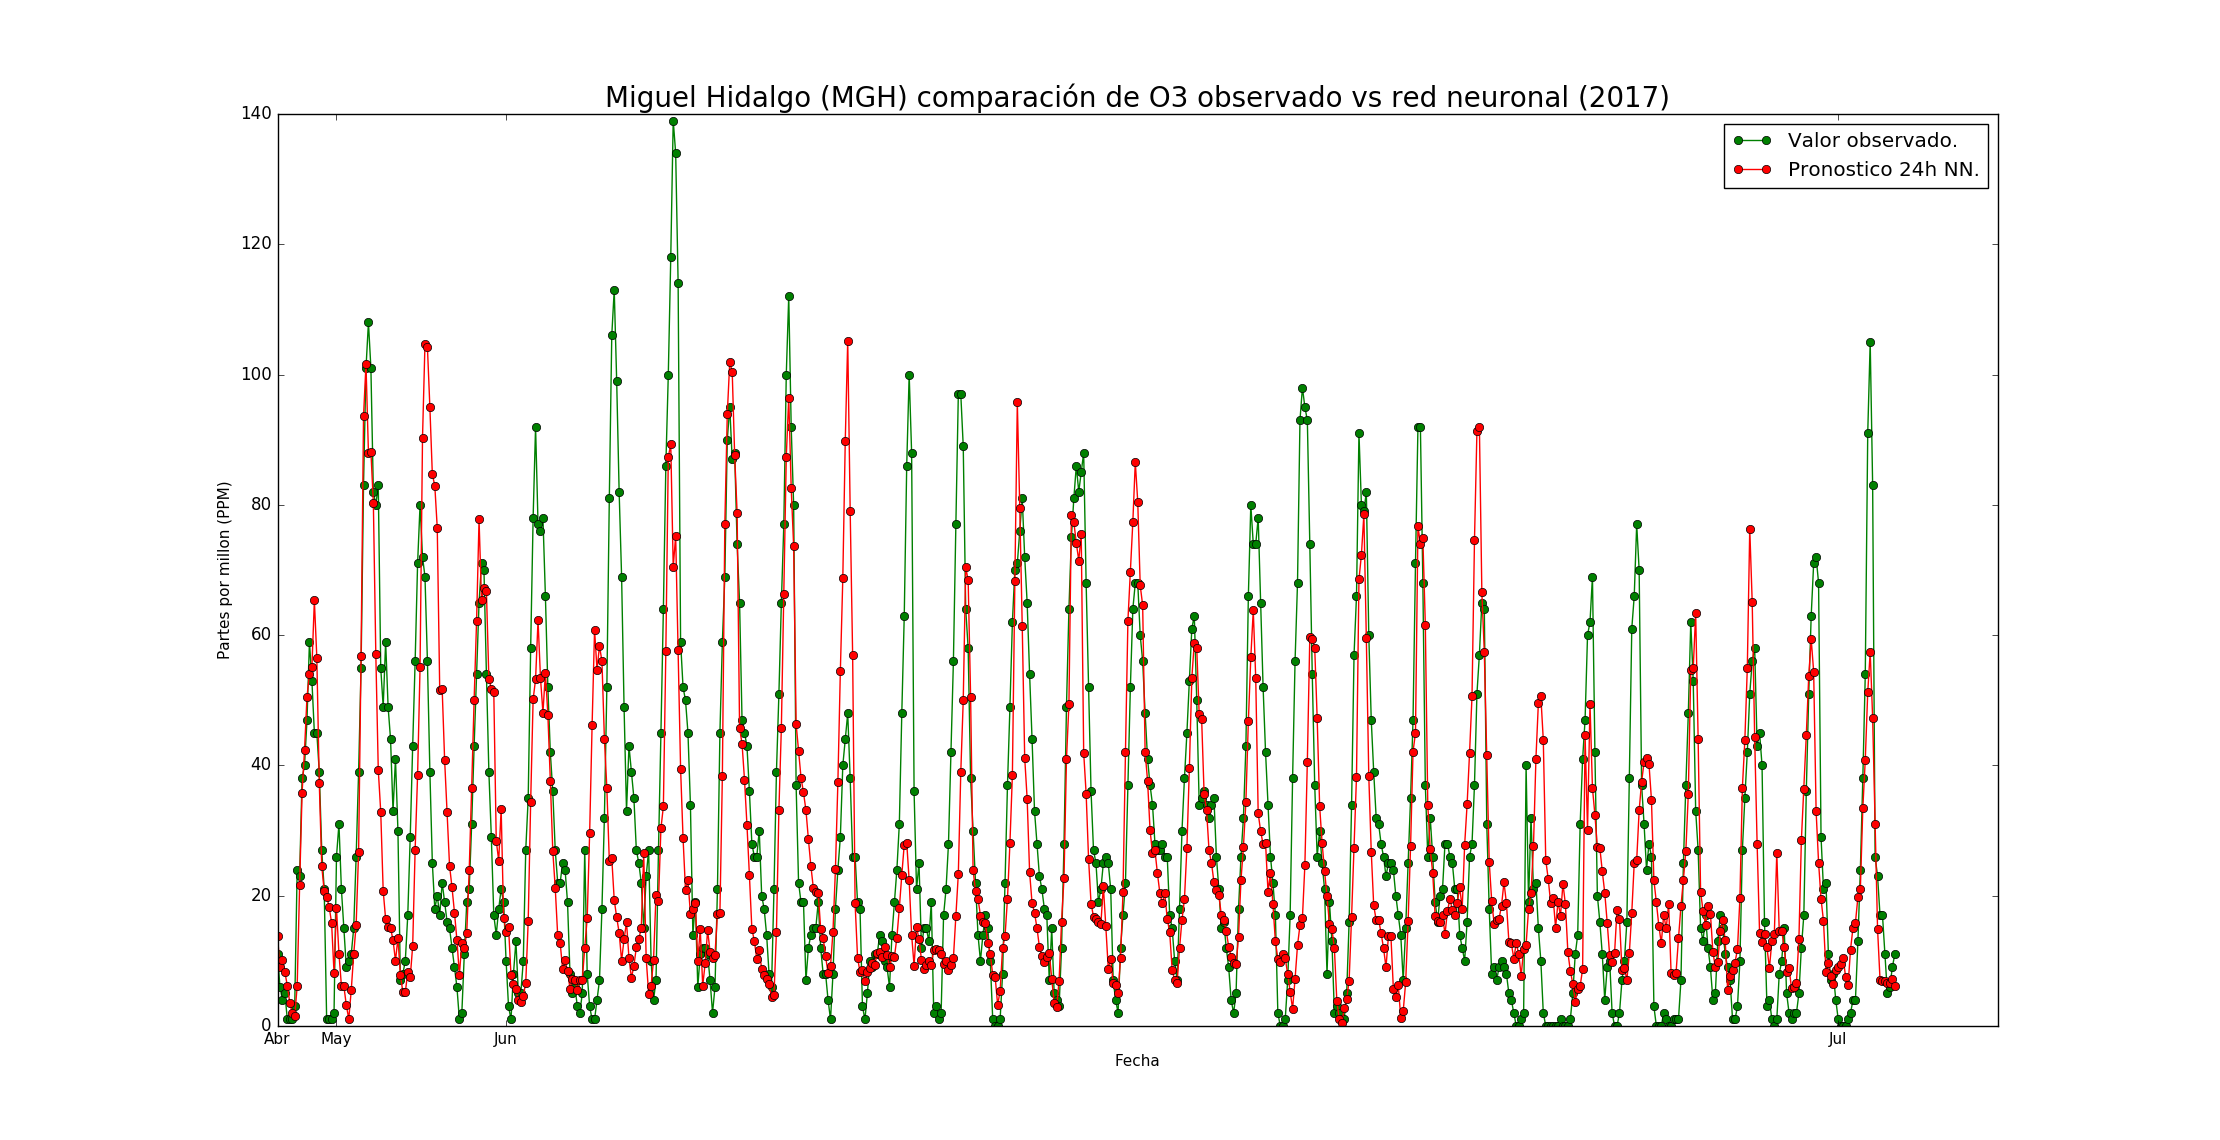 Miguel Hidalgo (MGH) comparación de O3 observado vs red neuronal (2017)
Valor observado.
Pronostico 24h NN.
Partes por millon (PPM)
140
120
100
80
60
40
20
0
Abr May Jun Jul
Fecha